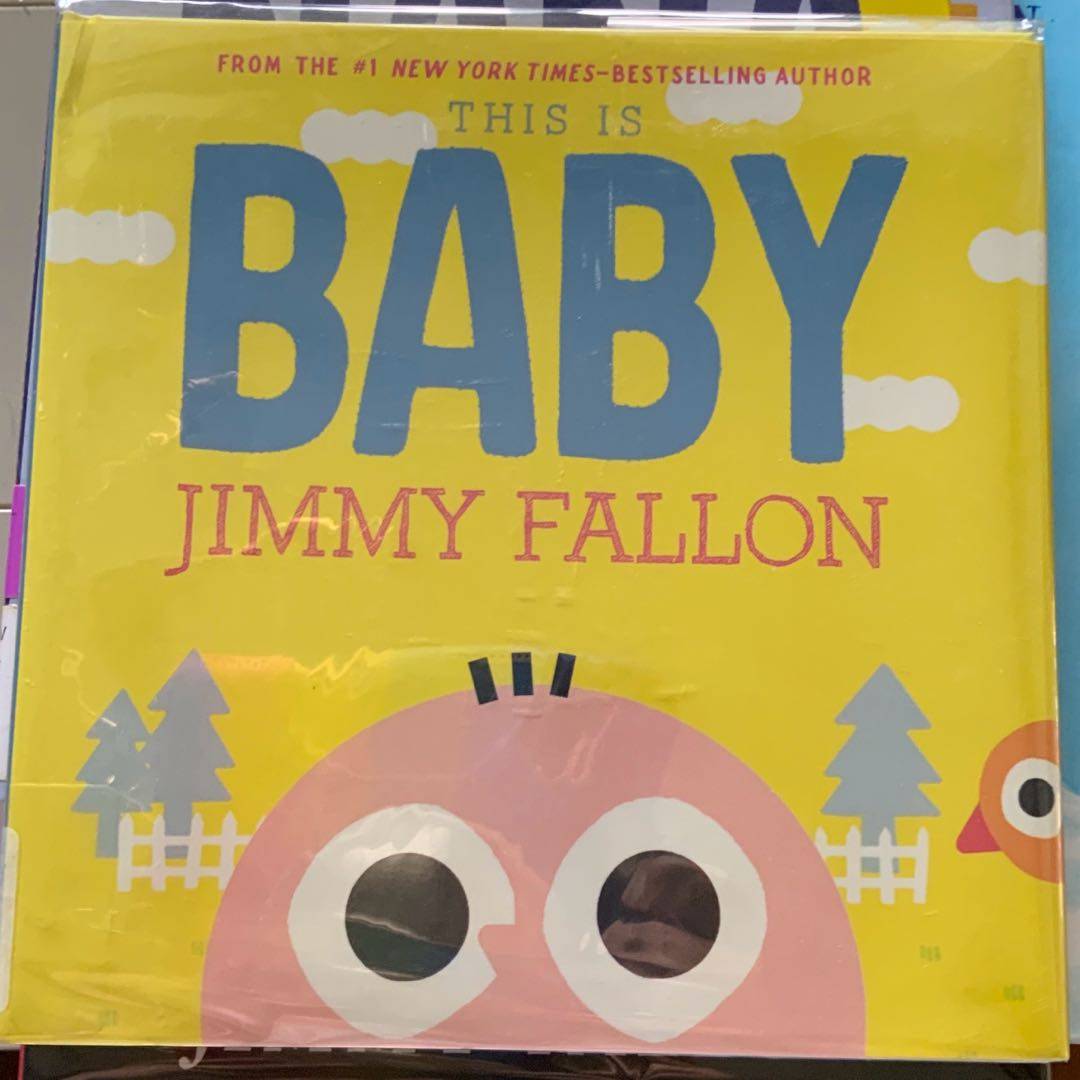 FROM THE #1 NEW YORK TIMES–BESTSELLING AUTHOR
THIS IS
BABY
JIMMY FALLON